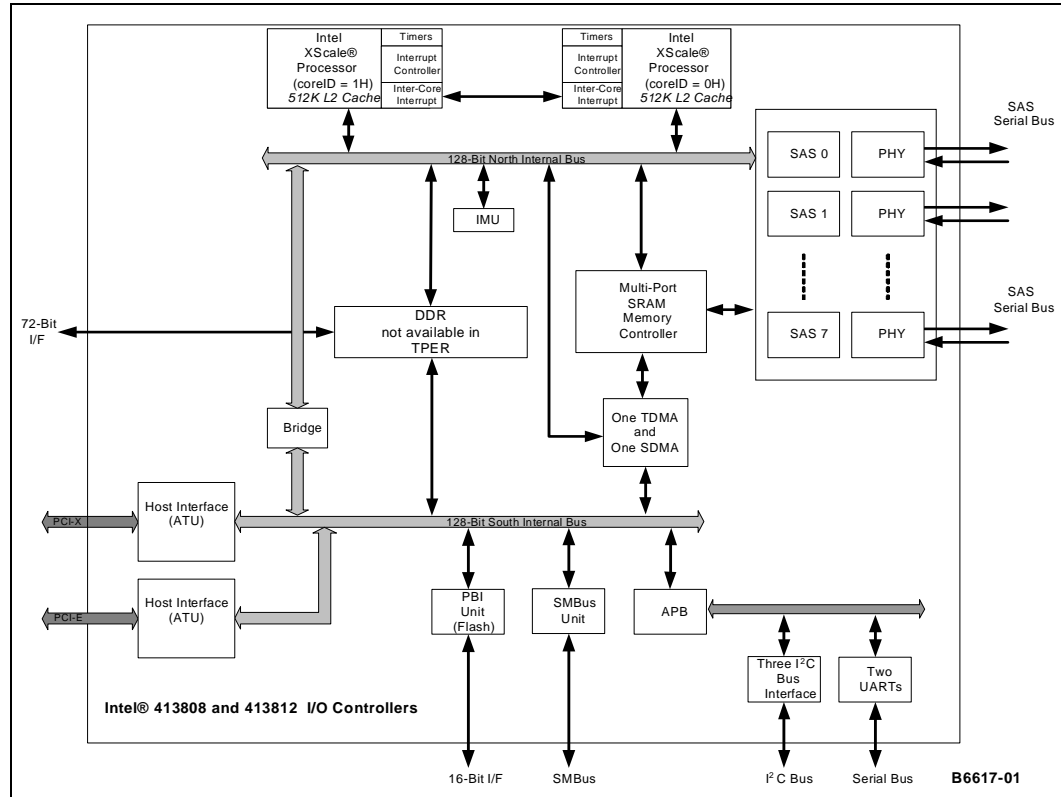 Intel
XScale®
Processor
(coreID = 1H)
512K L2 Cache
Timers
Interrupt
Controller
Inter-Core
Interrupt
Timers
Interrupt
Controller
Inter-Core
Interrupt
Intel
XScale®
Processor
(coreID = 0H)
512K L2 Cache
SAS
Serial Bus
128-Bit North Internal Bus
SAS 0
PHY
SAS 1
PHY
IMU
Multi-Port
SRAM
Memory
Controller
SAS
Serial Bus
SAS 7
PHY
72-Bit
I/F
DDR
not available in
TPER
One TDMA
and
One SDMA
Bridge
Host Interface
(ATU)
PCI-X
128-Bit South Internal Bus
Host Interface
(ATU)
PCI-E
PBI
Unit
(Flash)
SMBus
Unit
APB
Three I²C
Bus
Interface
Two
UARTs
Intel® 413808 and 413812 I/O Controllers
16-Bit I/F
SMBus
I²C Bus
Serial Bus
B6617-01